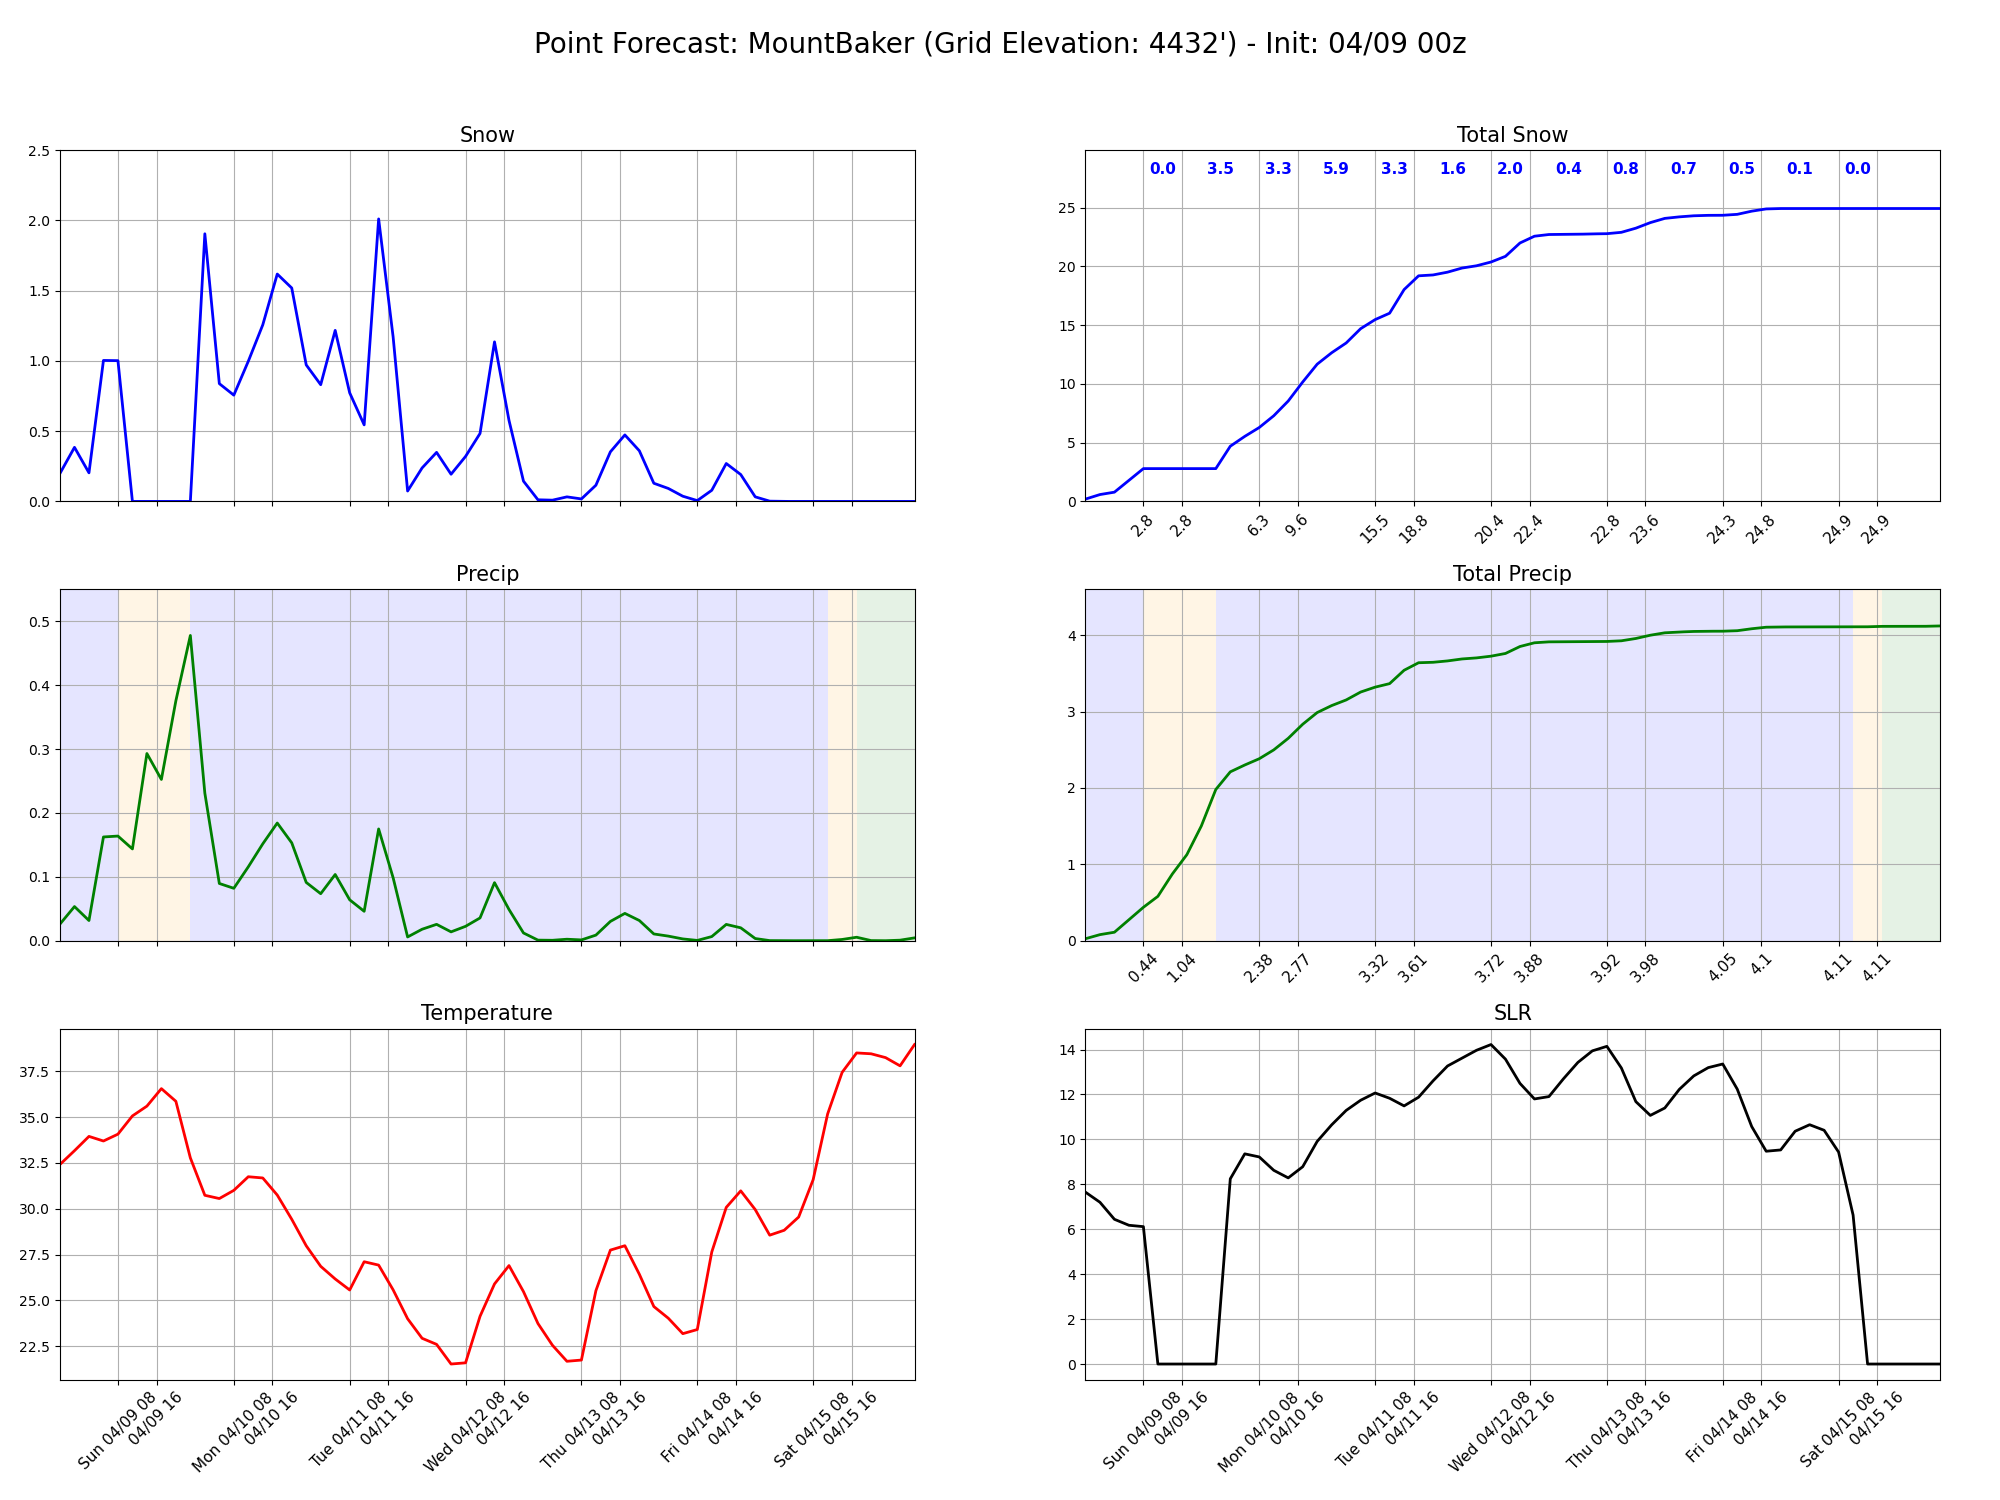 Point Forecast: MountBaker (Grid Elevation: 4432') - Init: 04/09 00z
Snow
2.5
2.0
1.5
1.0
0.5
0.0
Total Snow
0.0 3.5 3.3 5.9 3.3 1.6 2.0 0.4 0.8 0.7 0.5 0.1 0.0
25
20
15
10
5
0
2.8 2.8 6.3 9.6 15.5 18.8 20.4 22.4 22.8 23.6 24.3 24.8 24.9 24.9
Precip
0.5
0.4
0.3
0.2
0.1
0.0
Total Precip
4
3
2
1
0
0.44 1.04 2.38 2.77 3.32 3.61 3.72 3.88 3.92 3.98 4.05 4.1 4.11 4.11
Temperature
37.5
35.0
32.5
30.0
27.5
25.0
22.5
Sun 04/09 08
04/09 16
Mon 04/10 08
04/10 16
Tue 04/11 08
04/11 16
Wed 04/12 08
04/12 16
Thu 04/13 08
04/13 16
Fri 04/14 08
04/14 16
Sat 04/15 08
04/15 16
SLR
14
12
10
8
6
4
2
0
Sun 04/09 08
04/09 16
Mon 04/10 08
04/10 16
Tue 04/11 08
04/11 16
Wed 04/12 08
04/12 16
Thu 04/13 08
04/13 16
Fri 04/14 08
04/14 16
Sat 04/15 08
04/15 16